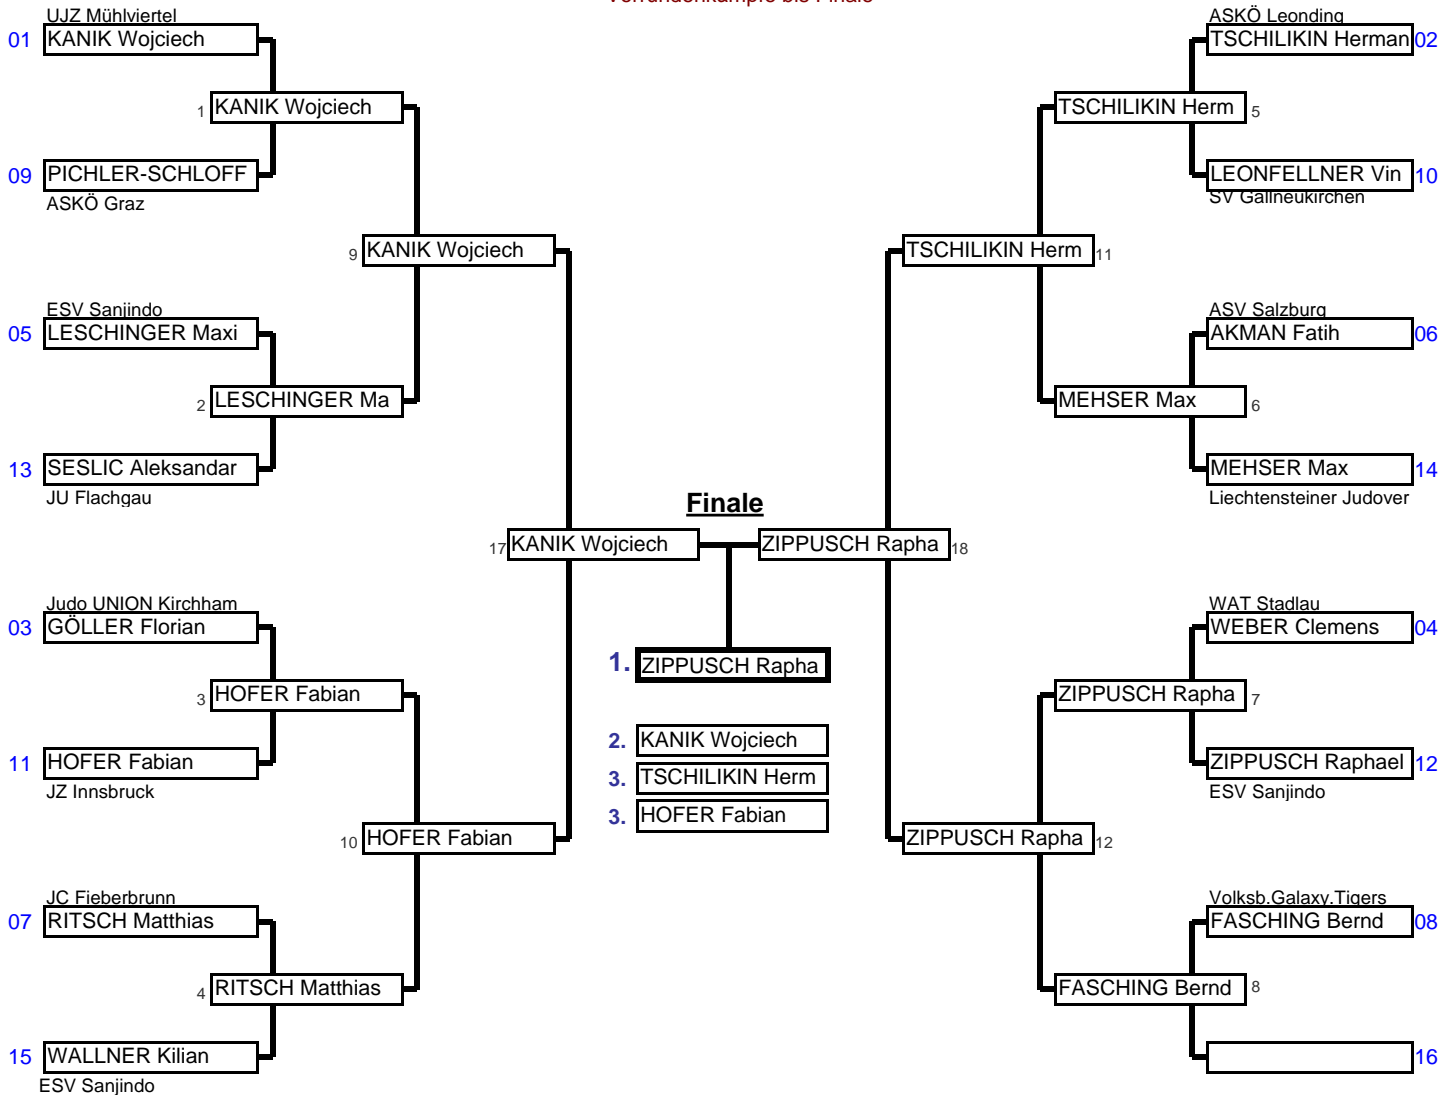 Vorrundenkämpfe bis Finale
UJZ Mühlviertel
01 KANIK Wojciech
1 KANIK Wojciech
09 PICHLER-SCHLOFF
ASKÖ Graz
9 KANIK Wojciech
ESV Sanjindo
05 LESCHINGER Maxi
2 LESCHINGER Ma
13 SESLIC Aleksandar
JU Flachgau
17 KANIK Wojciech
Judo UNION Kirchham
03 GÖLLER Florian
3 HOFER Fabian
11 HOFER Fabian
JZ Innsbruck
10 HOFER Fabian
JC Fieberbrunn
07 RITSCH Matthias
4 RITSCH Matthias
15 WALLNER Kilian
ESV Sanjindo
Finale
1. ZIPPUSCH Rapha
2. KANIK Wojciech
3. TSCHILIKIN Herm
3. HOFER Fabian
ASKÖ Leonding
TSCHILIKIN Herman 02
TSCHILIKIN Herm 5
LEONFELLNER Vin 10
SV Gallneukirchen
TSCHILIKIN Herm 11
ASV Salzburg
AKMAN Fatih 06
MEHSER Max 6
MEHSER Max 14
Liechtensteiner Judover
ZIPPUSCH Rapha 18
WAT Stadlau
WEBER Clemens 04
ZIPPUSCH Rapha 7
ZIPPUSCH Raphael 12
ESV Sanjindo
ZIPPUSCH Rapha 12
Volksb.Galaxy.Tigers
FASCHING Bernd 08
FASCHING Bernd 8
16